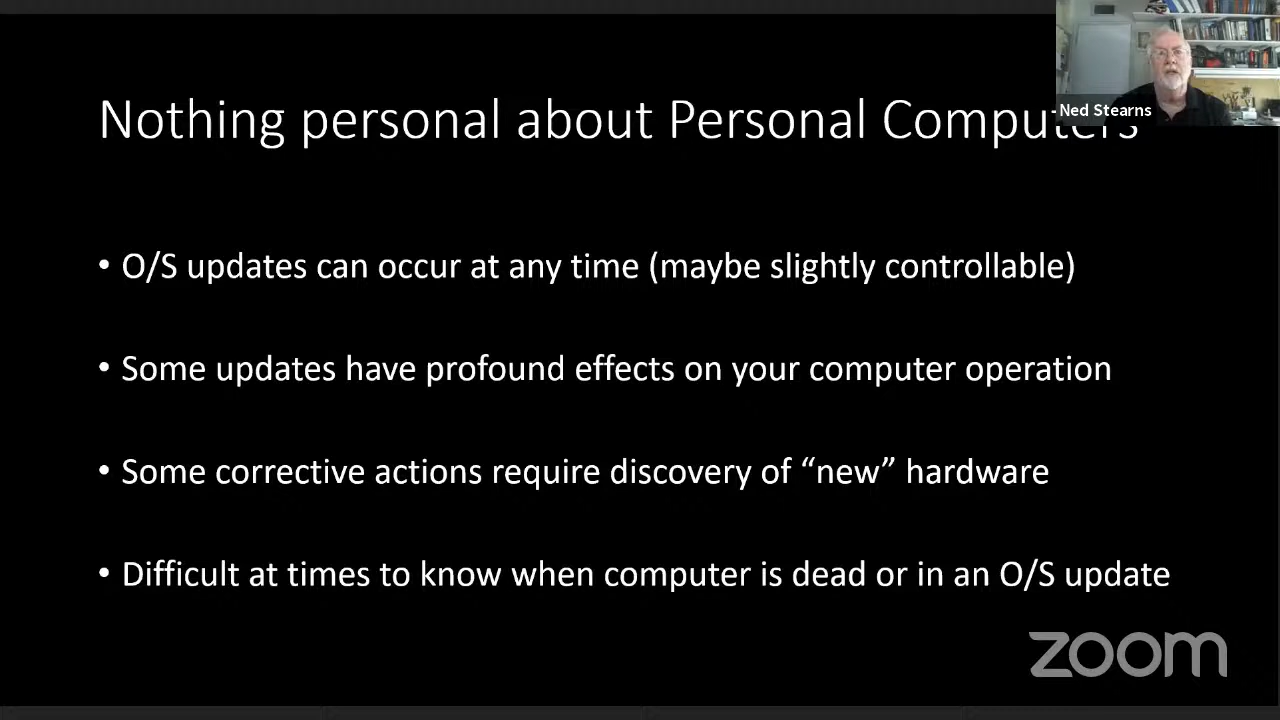 Nothing personal about Personal Computers
Ned Stearns
• O/S updates can occur at any time (maybe slightly controllable)
• Some updates have profound effects on your computer operation
• Some corrective actions require discovery of “new” hardware
• Difficult at times to know when computer is dead or in an O/S update
zoom